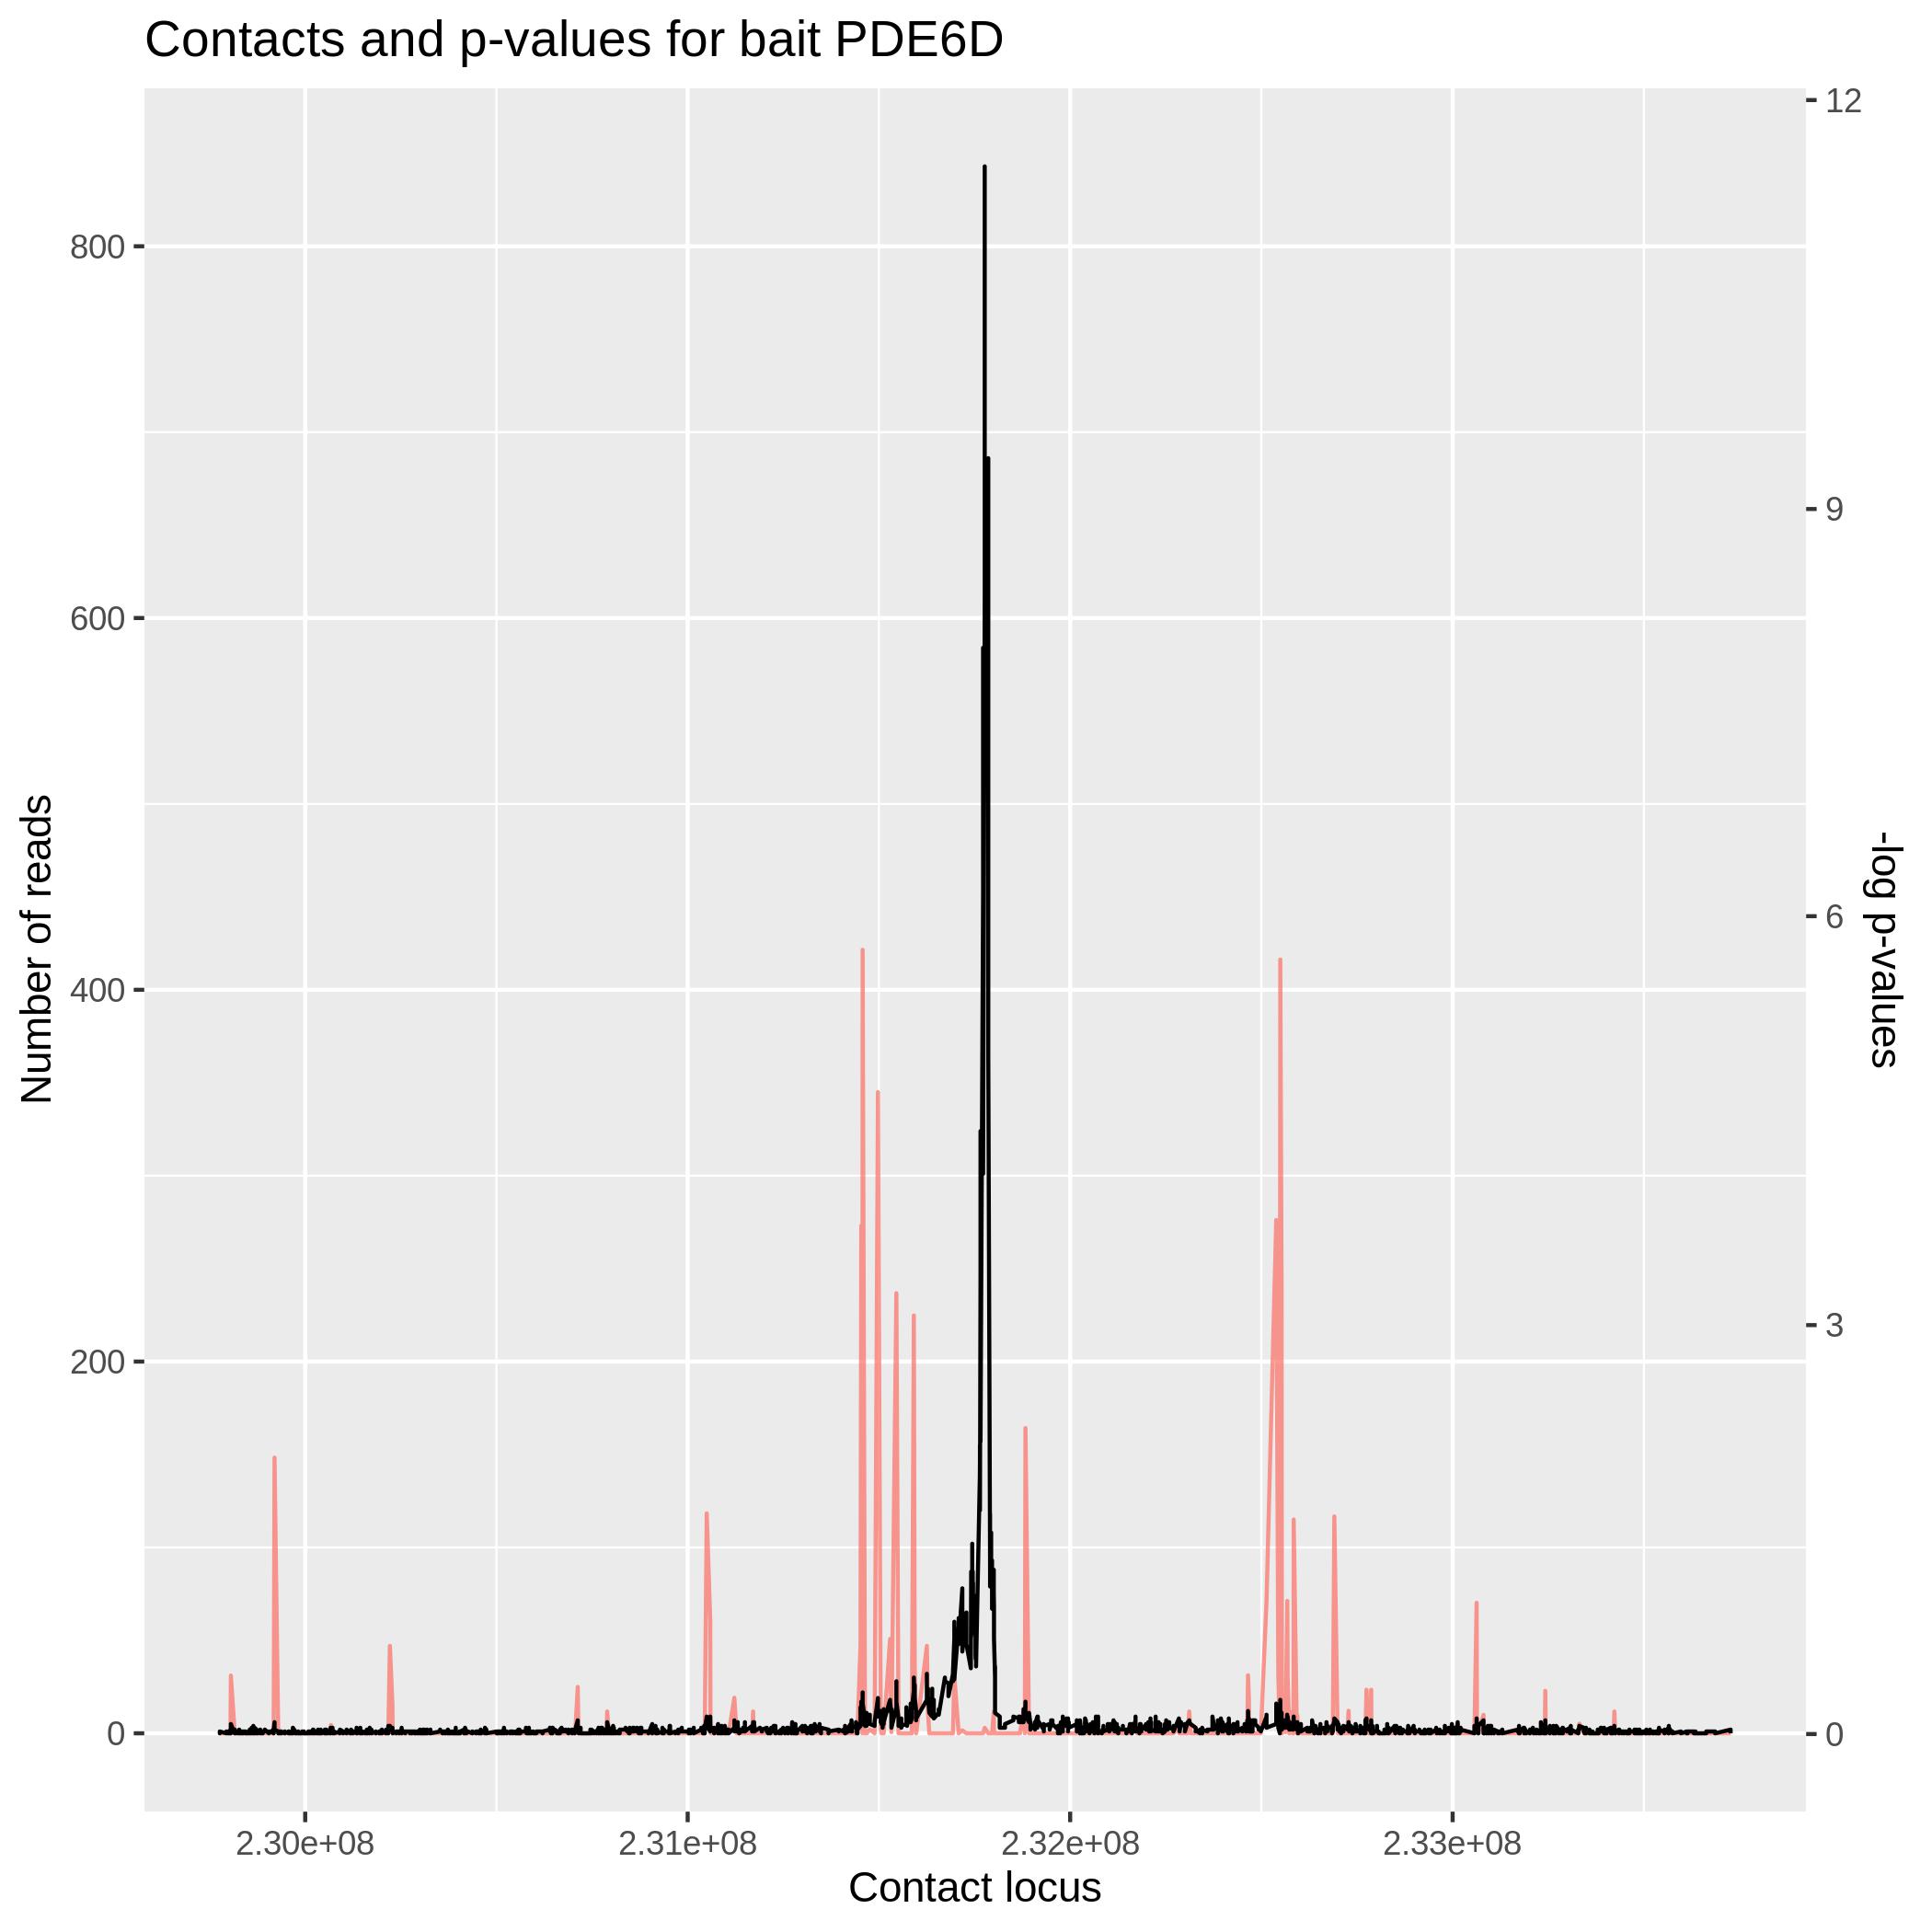 Contacts and p-values for bait PDE6D
12
800
9
600
Number of reads
6
-log p-values
400
3
200
0
0
2.30e+08
2.31e+08
2.32e+08
2.33e+08
Contact locus